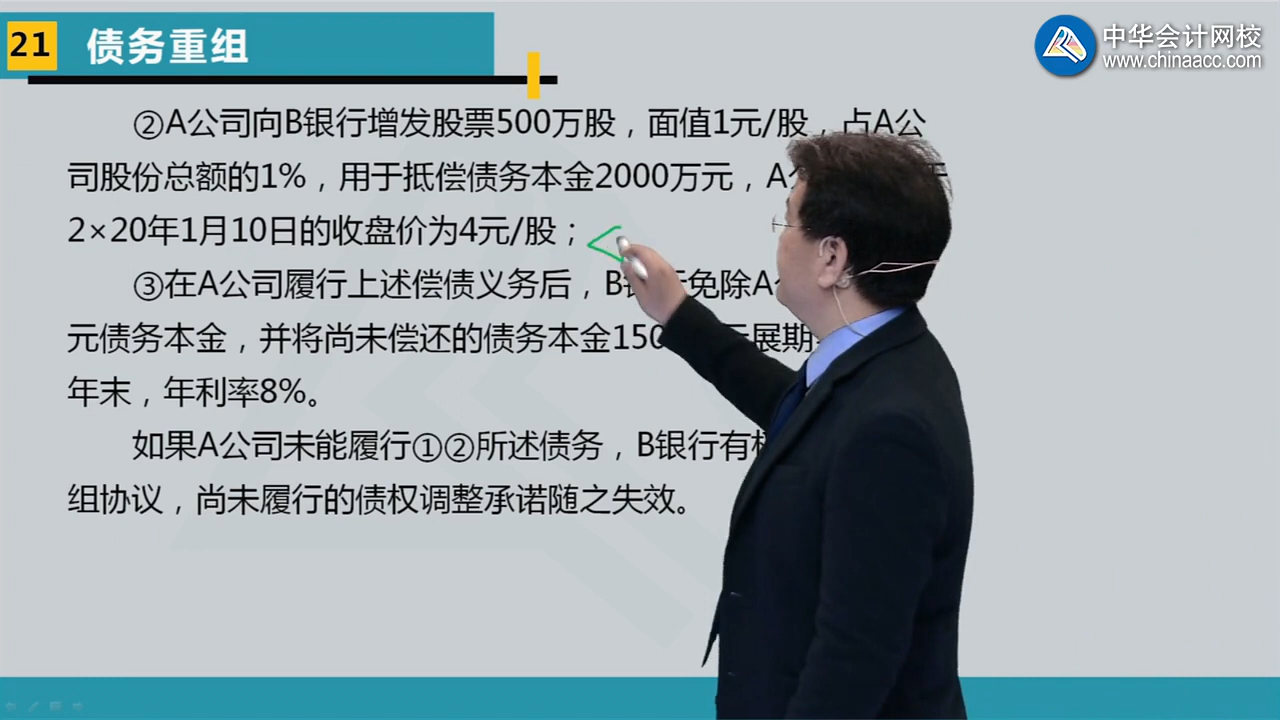 21 债务重组
中华会计网校
www.chinaacc.com
②A公司向B银行增发股票500万股，面值1元/股，占A公
司股份总额的1%，用于抵偿债务本金2000万元，A
2×20年1月10日的收盘价为4元/股；
③在A公司履行上述偿债义务后，B 免除A
元债务本金，并将尚未偿还的债务本金150 展期
年末，年利率8%。
如果A公司未能履行①②所述债务，B银行有
组协议，尚未履行的债权调整承诺随之失效。